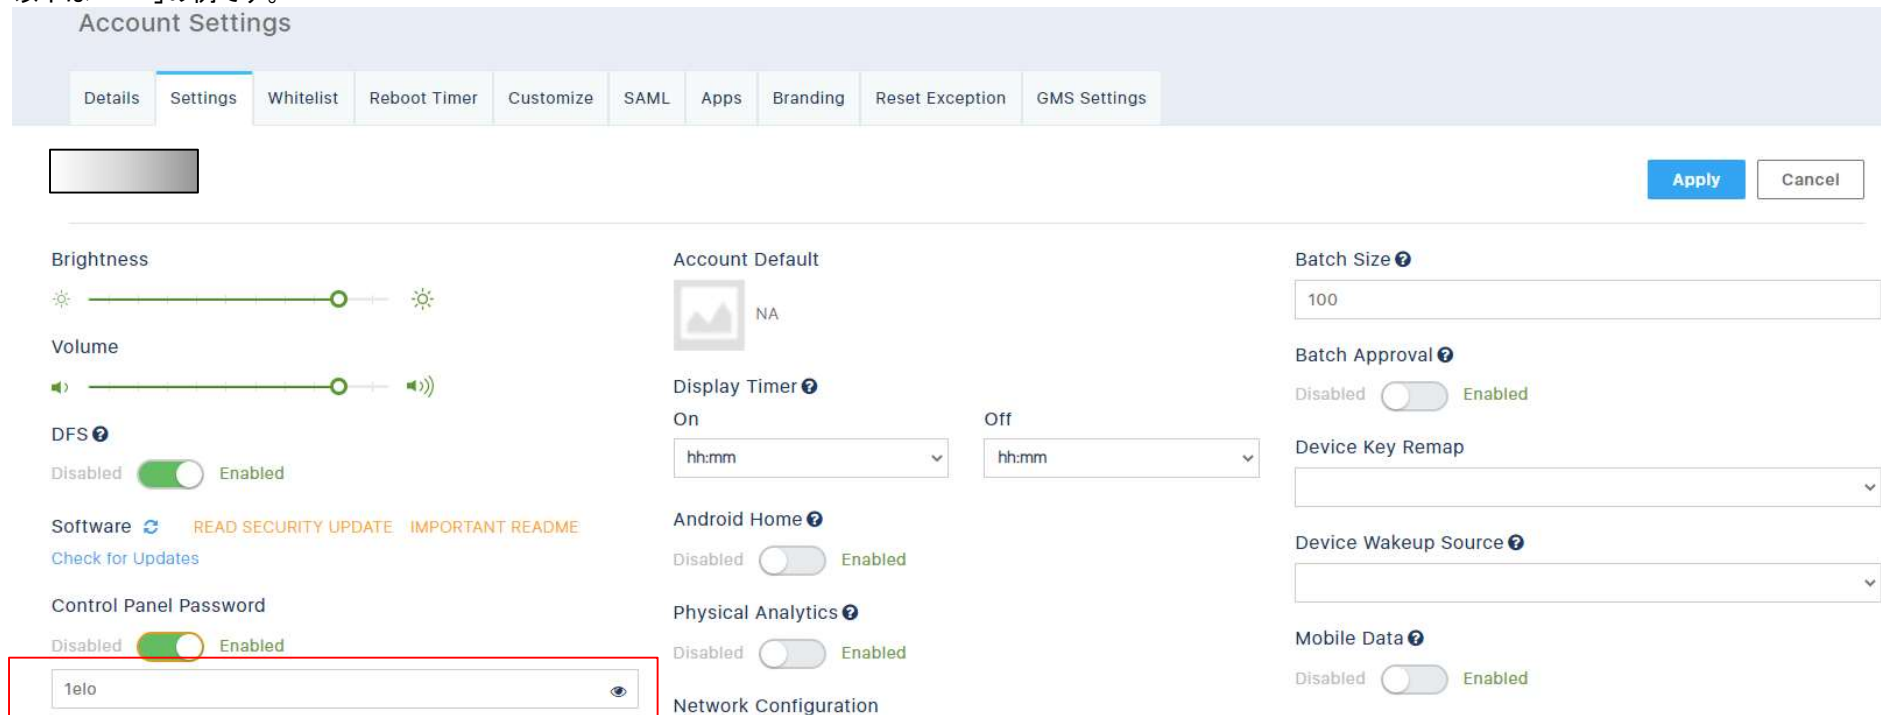 Account Settings
Details Settings Whitelist Reboot Timer Customize SAML Apps Branding Reset Exception GMS Settings
Apply Cancel
Brightness
Volume
DFS
Disabled Enabled
Software READ SECURITY UPDATE IMPORTANT README
Check for Updates
Control Panel Password
Disabled Enabled
1elo
Account Default
NA
Display Timer
On Off
hh:mm hh:mm
Android Home
Disabled Enabled
Physical Analytics
Disabled Enabled
Network Configuration
Batch Size
100
Batch Approval
Disabled Enabled
Device Key Remap
Device Wakeup Source
Mobile Data
Disabled Enabled